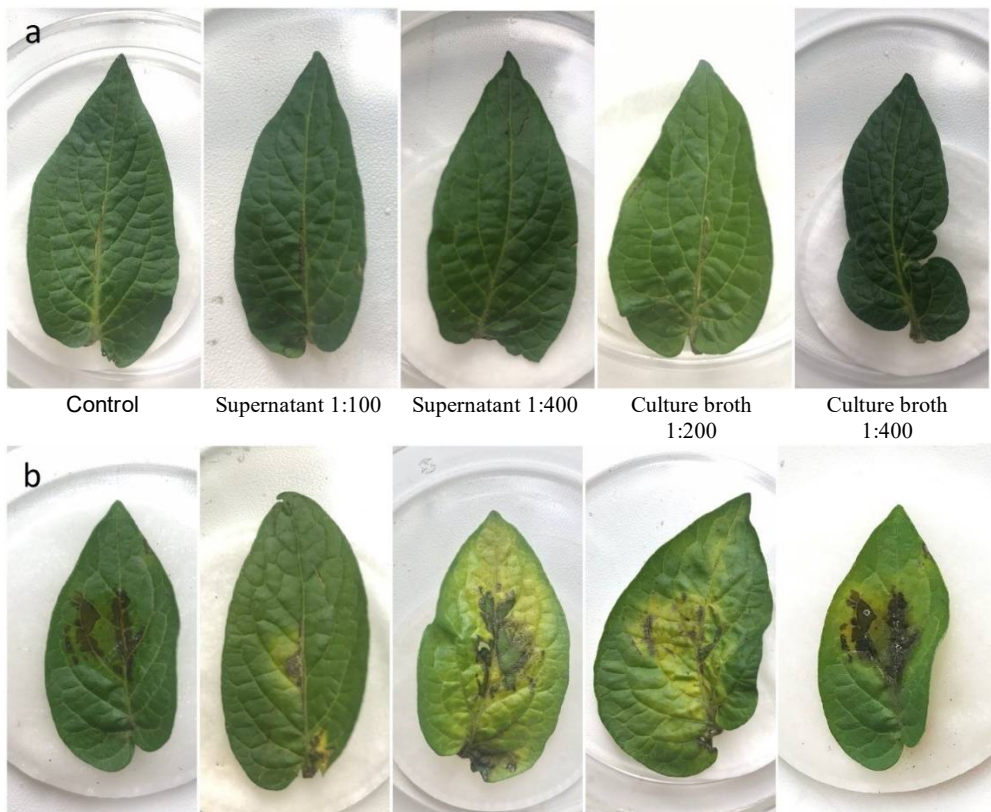 a
Control
Supernatant 1:100
Supernatant 1:400
Culture broth
1:200
Culture broth
1:400
b